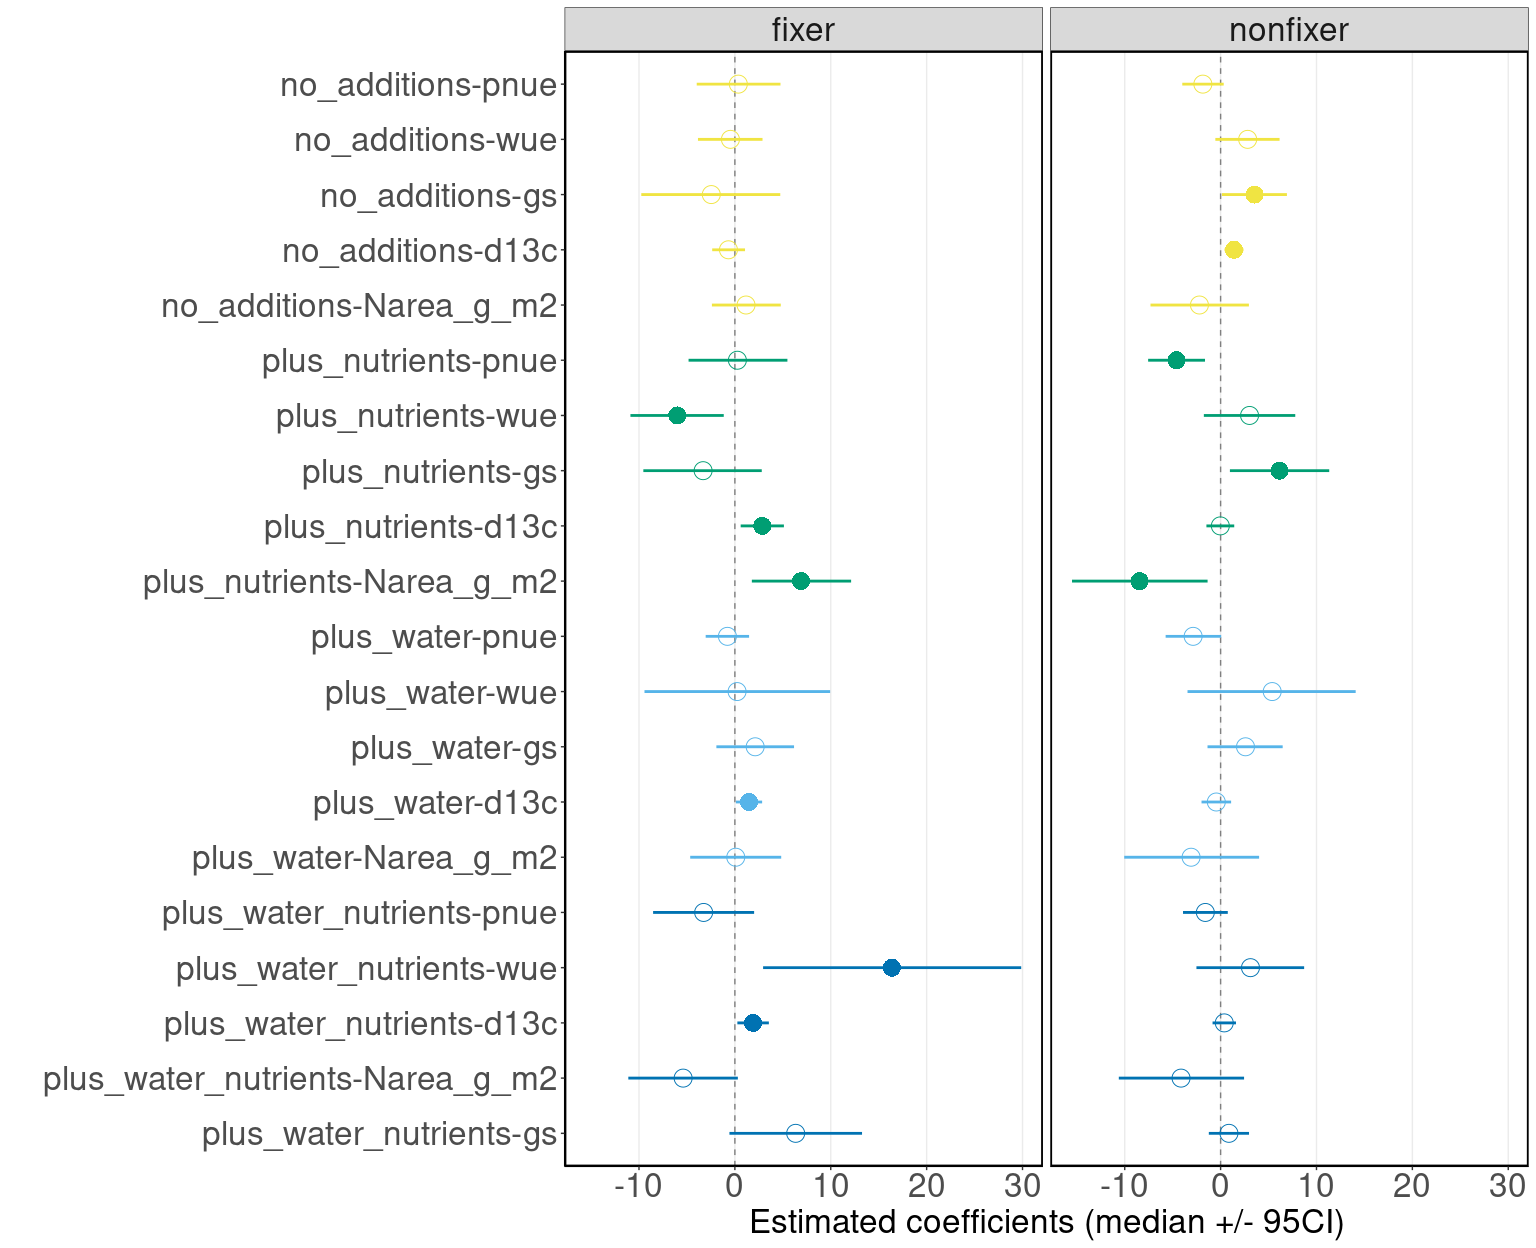 fixer
nonfixer
no_additions-pnue
no_additions-wue
no_additions-gs
no_additions-d13c
no_additions-Narea_g_m2
plus_nutrients-pnue
plus_nutrients-wue
plus_nutrients-gs
plus_nutrients-d13c
plus_nutrients-Narea_g_m2
plus_water-pnue
plus_water-wue
plus_water-gs
plus_water-d13c
plus_water-Narea_g_m2
plus_water_nutrients-pnue
plus_water_nutrients-wue
plus_water_nutrients-d13c
plus_water_nutrients-Narea_g_m2
plus_water_nutrients-gs
-10 0 10 20 30
-10 0 10 20 30
Estimated coefficients (median +/- 95CI)